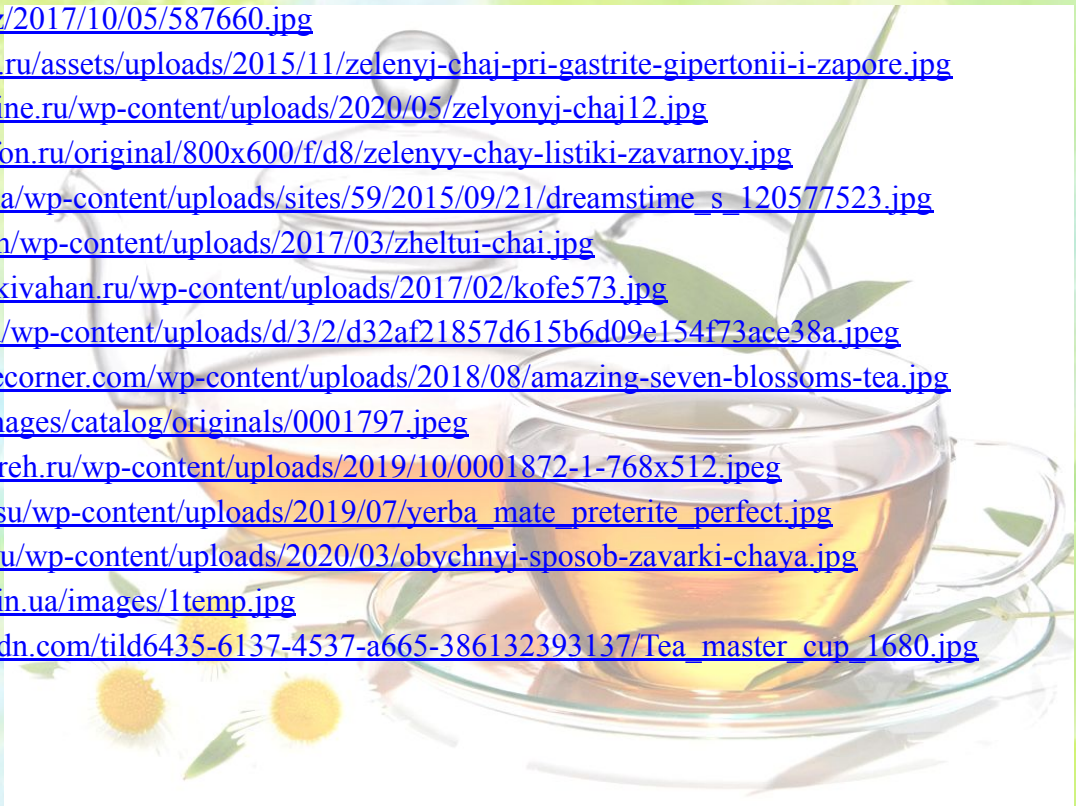 z/2017/10/05/587660.jpg
.ru/assets/uploads/2015/11/zelenyj-chaj-pri-gastrite-gipertonii-i-zapore.jpg
ine.ru/wp-content/uploads/2020/05/zelyonyj-chaj12.jpg
on.ru/original/800x600/f/d8/zelenyy-chay-listiki-zavarnoy.jpg
a/wp-content/uploads/sites/59/2015/09/21/dreamstime_s_120577523.jpg
n/wp-content/uploads/2017/03/zheltui-chai.jpg
kivahan.ru/wp-content/uploads/2017/02/kofe573.jpg
/wp-content/uploads/d/3/2/d32af21857d615b6d09e154f73ace38a.jpeg
ecorner.com/wp-content/uploads/2018/08/amazing-seven-blossoms-tea.jpg
nages/catalog/originals/0001797.jpeg
reh.ru/wp-content/uploads/2019/10/0001872-1-768x512.jpeg
su/wp-content/uploads/2019/07/yerba_mate_preterite_perfect.jpg
u/wp-content/uploads/2020/03/obychnyj-sposob-zavarki-chaya.jpg
in.ua/images/1temp.jpg
dn.com/tild6435-6137-4537-a665-386132393137/Tea_master_cup_1680.jpg